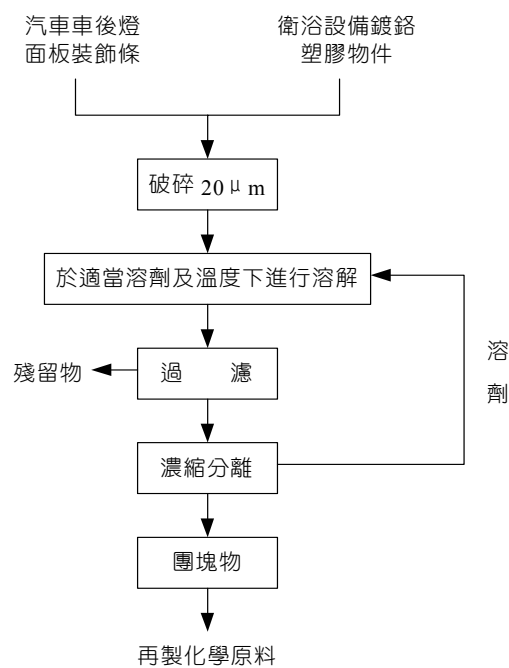 汽車車後燈
面板裝飾條
衛浴設備鍍鉻
塑膠物件
破碎 20μm
於適當溶劑及溫度下進行溶解
殘留物
過 濾
溶
劑
濃縮分離
團塊物
再製化學原料